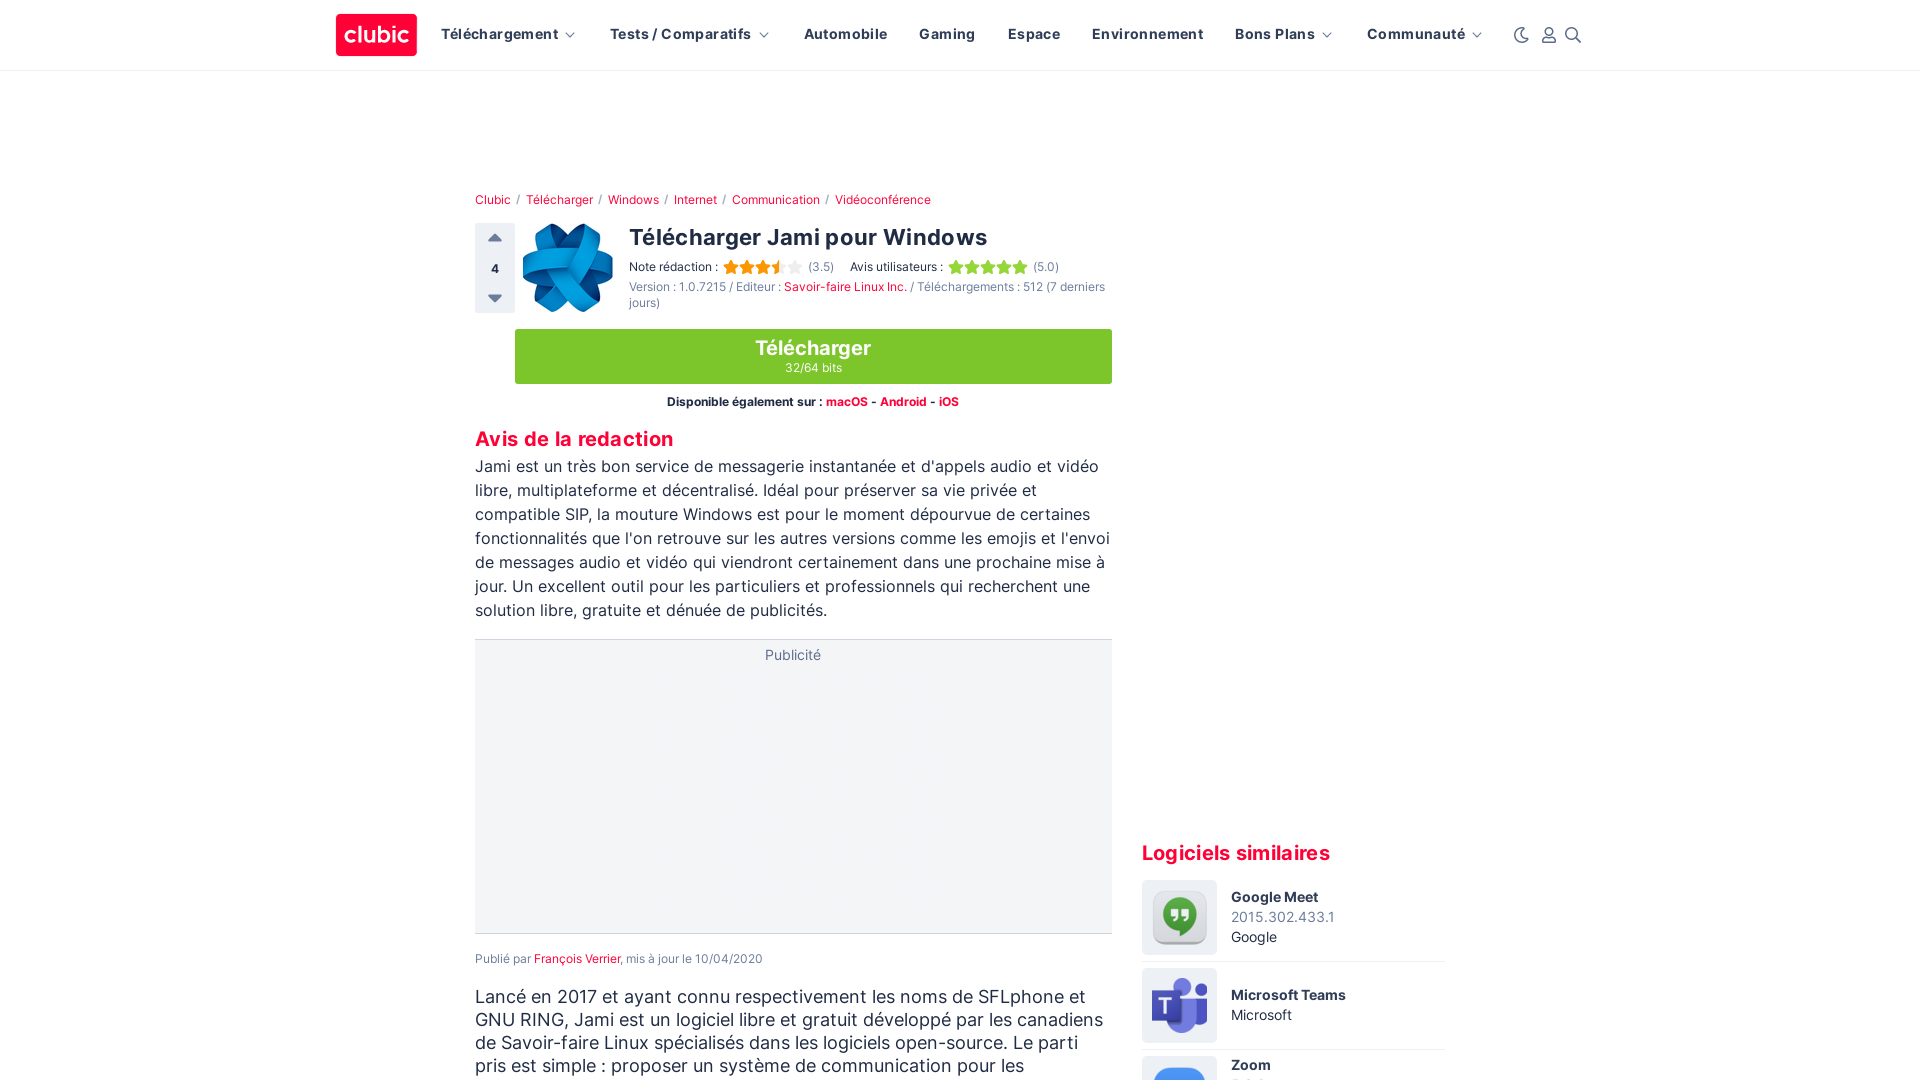 clubic
Téléchargement
Tests / Comparatifs
Automobile
Gaming
Espace
Environnement
Bons Plans
Communauté
Clubic / Télécharger / Windows / Internet / Communication / Vidéoconférence
4
Télécharger Jami pour Windows
Note rédaction : (3.5) Avis utilisateurs : (5.0)
Version : 1.0.7215 / Editeur : Savoir-faire Linux Inc. / Téléchargements : 512 (7 derniers
jours)
Télécharger
32/64 bits
Disponible également sur : macOS - Android - iOS
Avis de la redaction
Jami est un très bon service de messagerie instantanée et d'appels audio et vidéo
libre, multiplateforme et décentralisé. Idéal pour préserver sa vie privée et
compatible SIP, la mouture Windows est pour le moment dépourvue de certaines
fonctionnalités que l'on retrouve sur les autres versions comme les emojis et l'envoi
de messages audio et vidéo qui viendront certainement dans une prochaine mise à
jour. Un excellent outil pour les particuliers et professionnels qui recherchent une
solution libre, gratuite et dénuée de publicités.
Publicité
Publié par François Verrier, mis à jour le 10/04/2020
Lancé en 2017 et ayant connu respectivement les noms de SFLphone et
GNU RING, Jami est un logiciel libre et gratuit développé par les canadiens
de Savoir-faire Linux spécialisés dans les logiciels open-source. Le parti
pris est simple : proposer un système de communication pour les
Logiciels similaires
Google Meet
2015.302.433.1
Google
T
Microsoft Teams
Microsoft
Zoom